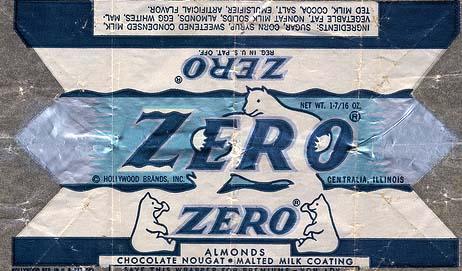 INGREDIENTS: SUGAR, CORN SYRUP, SWEETENED CONDENSED MILK,
VEGETABLE FAT, NONFAT MILK SOLIDS, ALMONDS, EGG WHITES, MAL-
TED MILK, COCOA, SALT, EMULSIFIER, ARTIFICIAL FLAVOR.
REG. IN U.S. PAT. OFF.
ZERO®
NET WT. 1-7/16 OZ.
ZERO®
© HOLLYWOOD BRANDS, INC.
CENTRALIA, ILLINOIS
ZERO®
ALMONDS
CHOCOLATE NOUGAT • MALTED MILK COATING
SAVE THIS WRAPPER FOR PREMIUMS